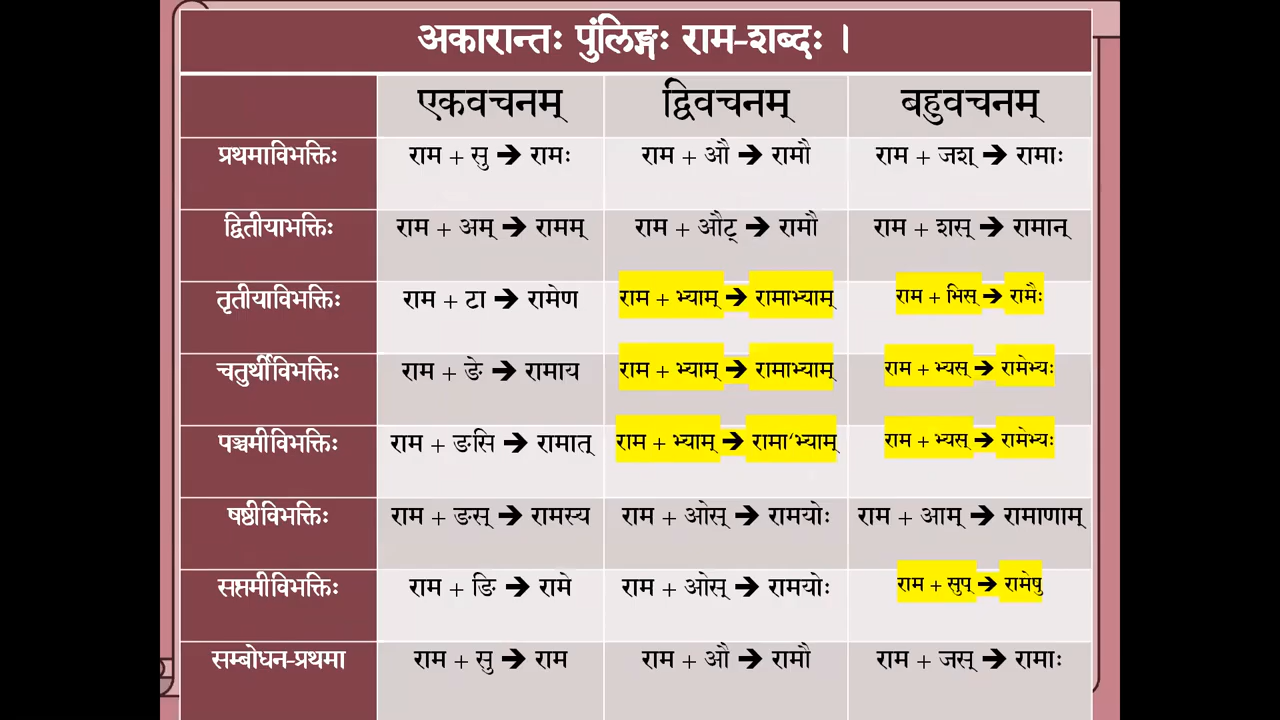 अकारान्तः पुंलिङ्गः राम-शब्दः ।
एकवचनम् द्विवचनम् बहुवचनम्
प्रथमाविभक्तिः राम + सु ➔ रामः राम + औ ➔ रामौ राम + जश् ➔ रामाः
द्वितीयाभक्तिः राम + अम् ➔ रामम् राम + औट् ➔ रामौ राम + शस् ➔ रामान्
तृतीयाविभक्तिः राम + टा ➔ रामेण राम + भ्याम् ➔ रामाभ्याम् राम + भिस् ➔ रामैः
चतुर्थीविभक्तिः राम + ङे ➔ रामाय राम + भ्याम् ➔ रामाभ्याम् राम + भ्यस् ➔ रामेभ्यः
पञ्चमीविभक्तिः राम + ङसि ➔ रामात् राम + भ्याम् ➔ रामा‘भ्याम् राम + भ्यस् ➔ रामेभ्यः
षष्ठीविभक्तिः राम + ङस् ➔ रामस्य राम + ओस् ➔ रामयोः राम + आम् ➔ रामाणाम्
सप्तमीविभक्तिः राम + ङि ➔ रामे राम + ओस् ➔ रामयोः राम + सुप् ➔ रामेषु
सम्बोधन-प्रथमा राम + सु ➔ राम राम + औ ➔ रामौ राम + जस् ➔ रामाः